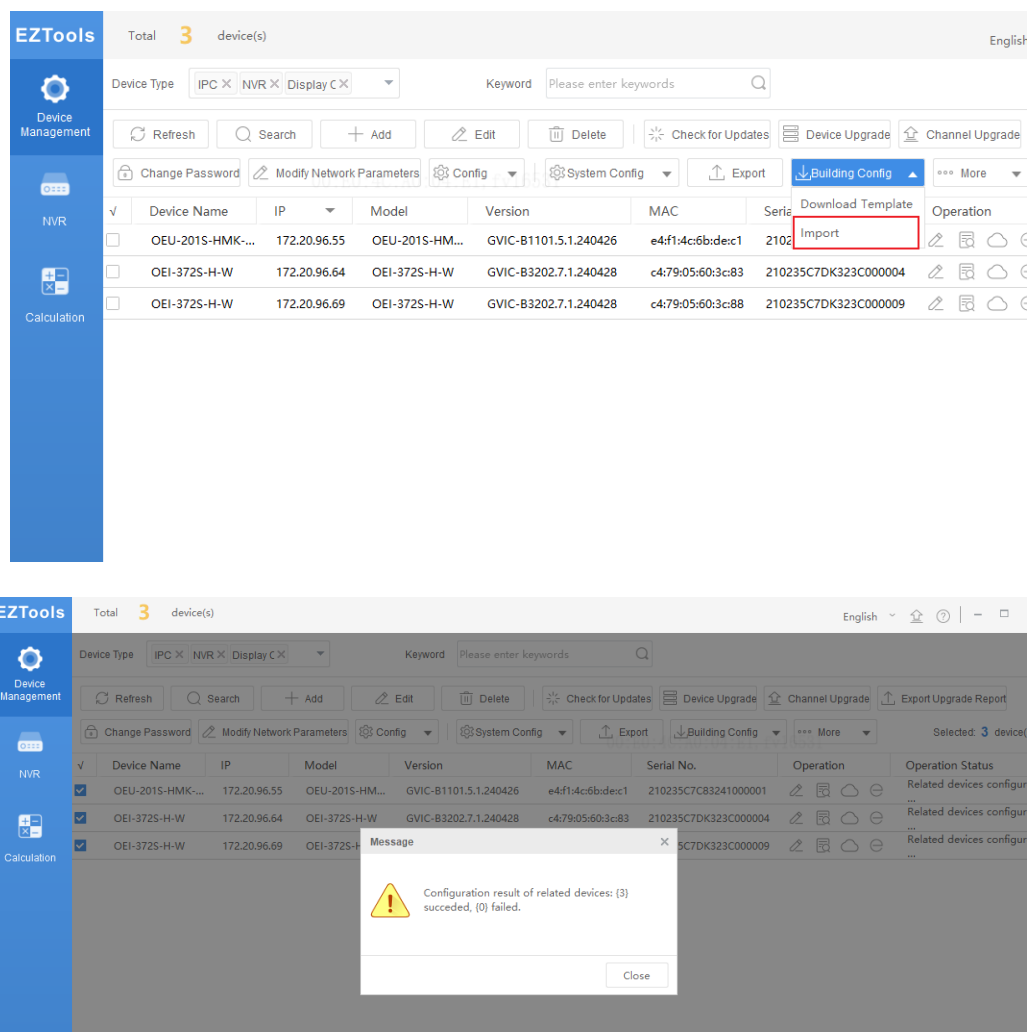 EZTools
Total 3 device(s)
English
Device Type IPC NVR Display C Keyword Please enter keywords
Device Management
Refresh Search Add Edit Delete Check for Updates Device Upgrade Channel Upgrade
Change Password Modify Network Parameters Config System Config Export Building Config More
Download Template
Import
NVR
Calculation
√ Device Name IP Model Version MAC Seria Operation
OEU-201S-HMK-... 172.20.96.55 OEU-201S-HM... GVIC-B1101.5.1.240426 e4:f1:4c:6b:de:c1 2102
OEI-372S-H-W 172.20.96.64 OEI-372S-H-W GVIC-B3202.7.1.240428 c4:79:05:60:3c:83 210235C7DK323C000004
OEI-372S-H-W 172.20.96.69 OEI-372S-H-W GVIC-B3202.7.1.240428 c4:79:05:60:3c:88 210235C7DK323C000009
EZTools
Total 3 device(s)
English
Device Type IPC NVR Display C Keyword Please enter keywords
Device Management
Refresh Search Add Edit Delete Check for Updates Device Upgrade Channel Upgrade Export Upgrade Report
Change Password Modify Network Parameters Config System Config Export Building Config More Selected: 3 device(
NVR
Calculation
√ Device Name IP Model Version MAC Serial No. Operation Operation Status
OEU-201S-HMK-... 172.20.96.55 OEU-201S-HM... GVIC-B1101.5.1.240426 e4:f1:4c:6b:de:c1 210235C7C83241000001 Related devices configur ...
OEI-372S-H-W 172.20.96.64 OEI-372S-H-W GVIC-B3202.7.1.240428 c4:79:05:60:3c:83 210235C7DK323C000004 Related devices configur ...
OEI-372S-H-W 172.20.96.69 OEI-372S-H 5C7DK323C000009 Related devices configur ...
Message
Configuration result of related devices: {3}
succeded, {0} failed.
Close